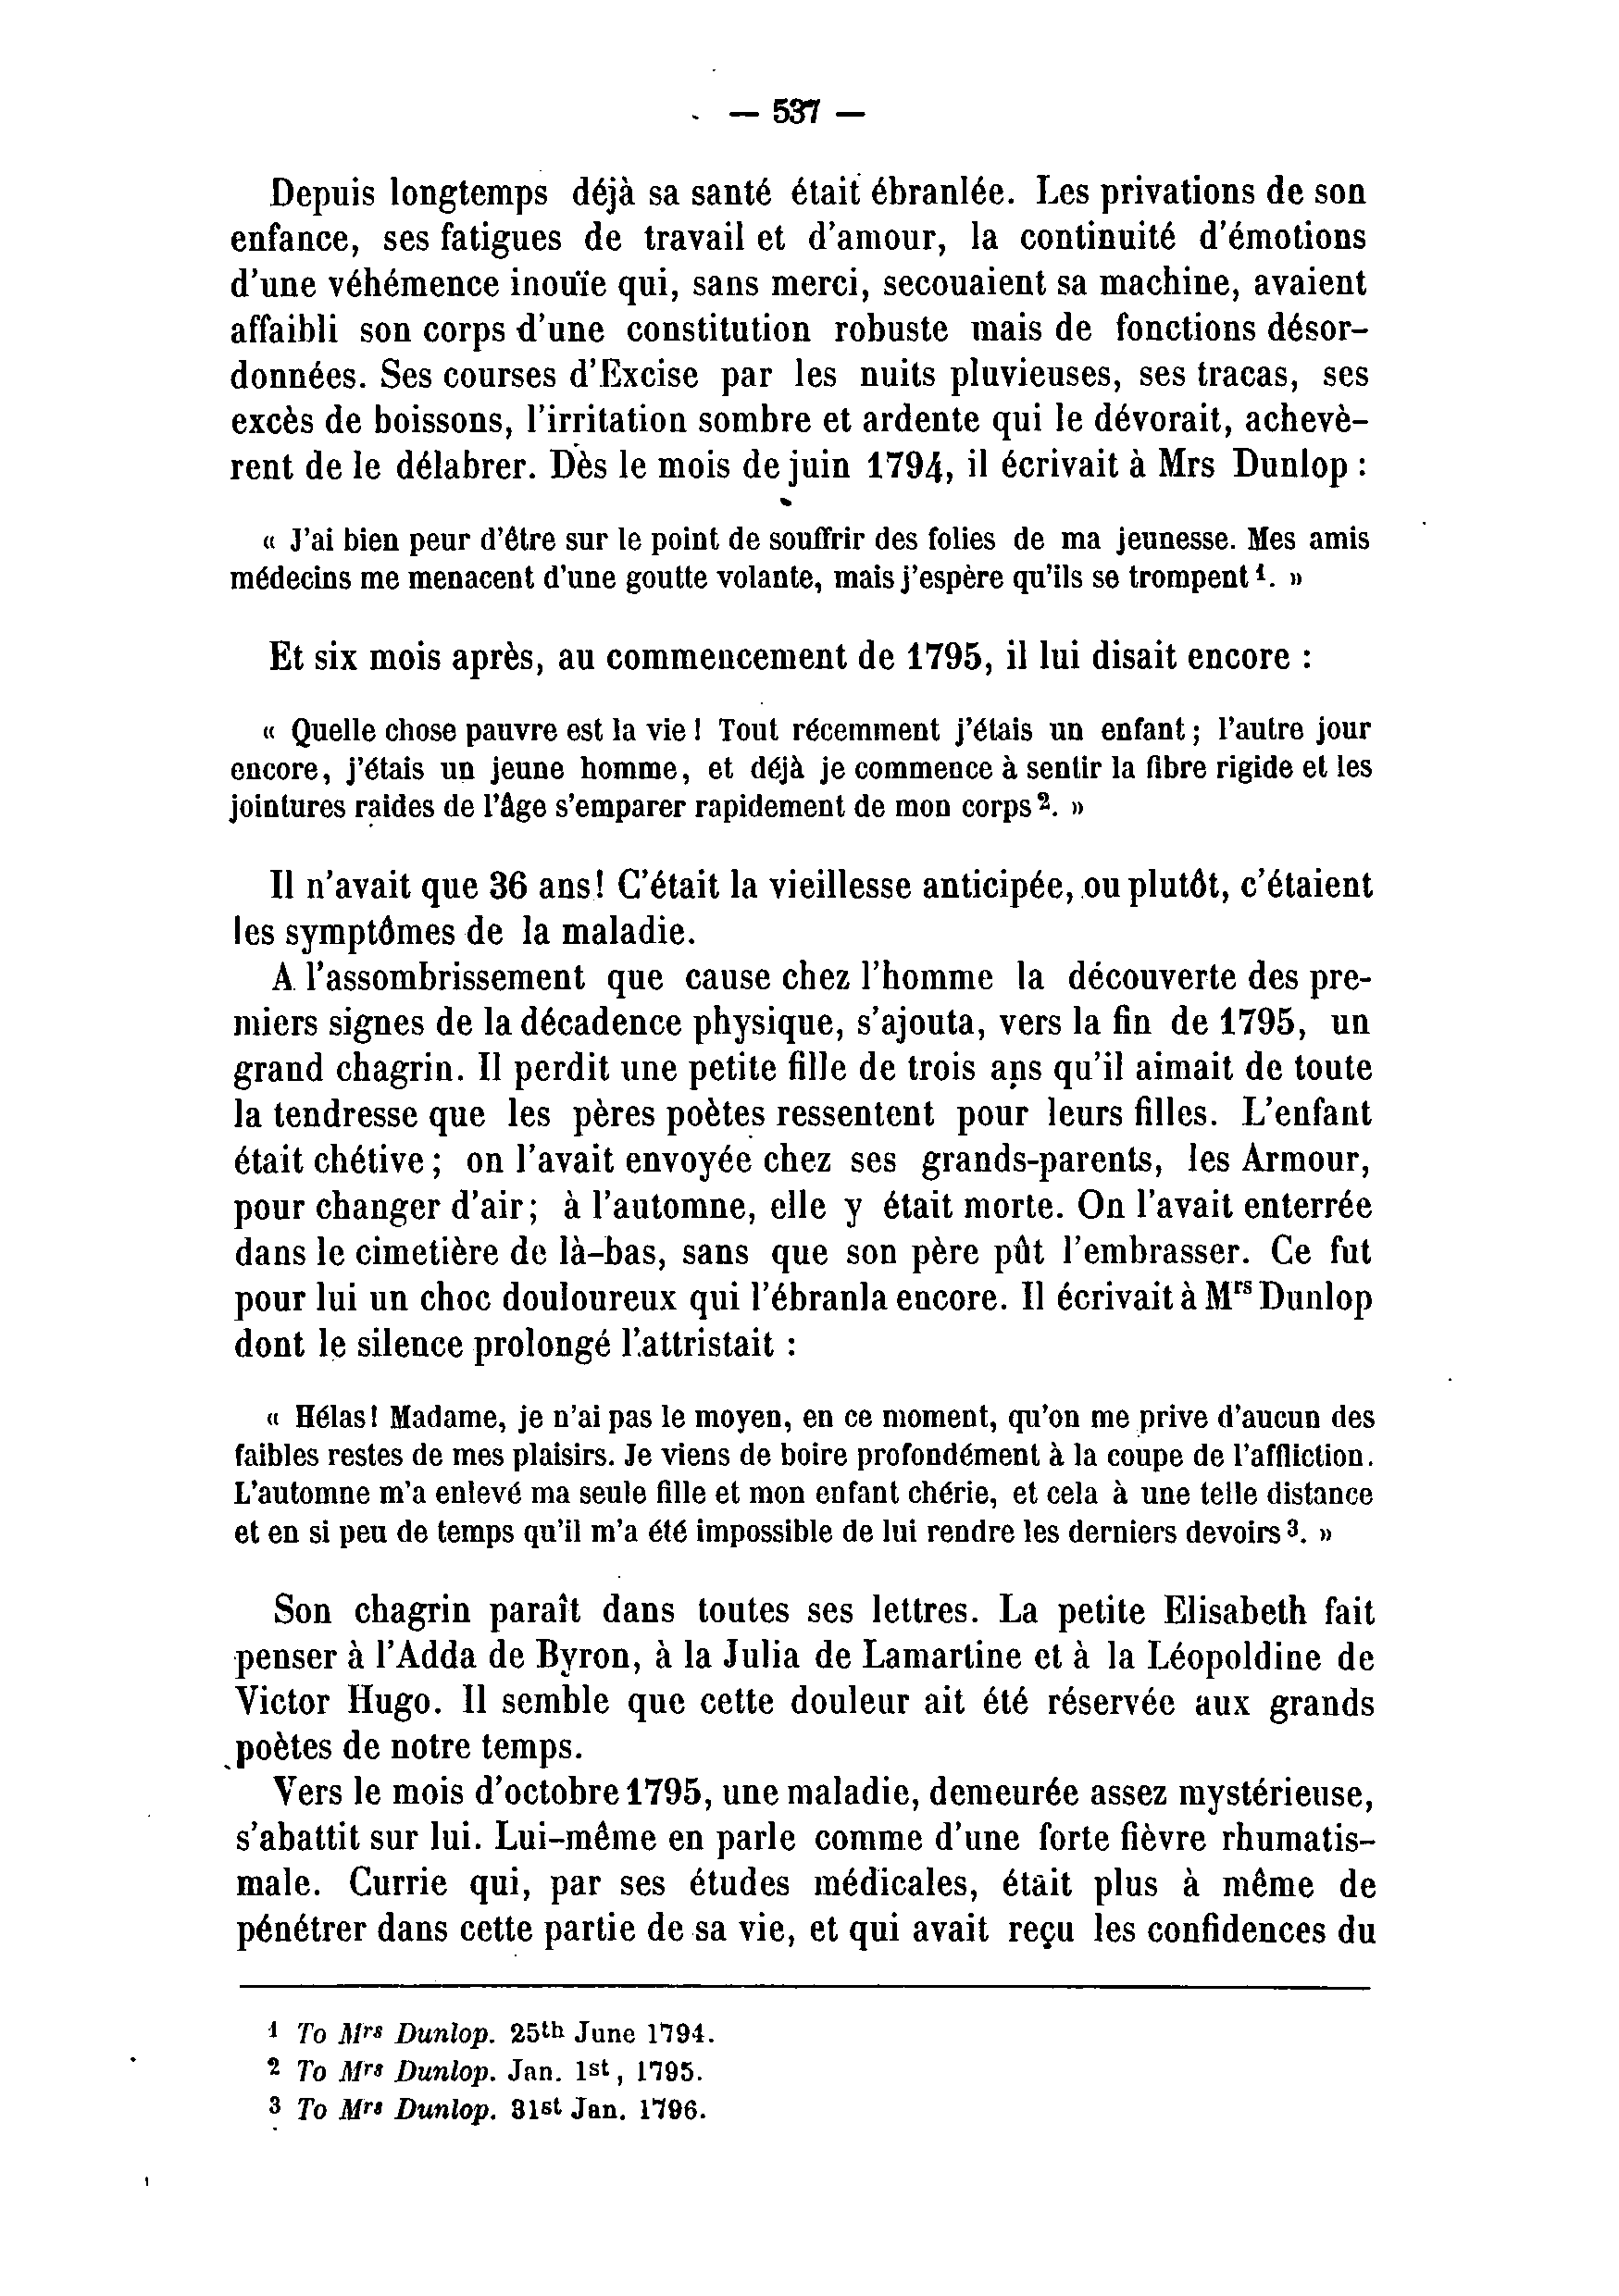 — 537 —
Depuis longtemps déjà sa santé était ébranlée. Les privations de son
enfance, ses fatigues de travail et d'amour, la continuité d'émotions
d'une véhémence inouïe qui, sans merci, secouaient sa machine, avaient
affaibli son corps d'une constitution robuste mais de fonctions désor-
données. Ses courses d'Excise par les nuits pluvieuses, ses tracas, ses
excès de boissons, l'irritation sombre et ardente qui le dévorait, achevè-
rent de le délabrer. Dès le mois de juin 1794, il écrivait à Mrs Dunlop :
« J'ai bien peur d'être sur le point de souffrir des folies de ma jeunesse. Mes amis
médecins me menacent d'une goutte volante, mais j'espère qu'ils se trompent 1. »
Et six mois après, au commencement de 1795, il lui disait encore :
« Quelle chose pauvre est la vie ! Tout récemment j'étais un enfant ; l'autre jour
encore, j'étais un jeune homme, et déjà je commence à sentir la fibre rigide et les
jointures raides de l'âge s'emparer rapidement de mon corps 2. »
Il n'avait que 36 ans! C'était la vieillesse anticipée, ou plutôt, c'étaient
les symptômes de la maladie.
A l'assombrissement que cause chez l'homme la découverte des pre-
miers signes de la décadence physique, s'ajouta, vers la fin de 1795, un
grand chagrin. Il perdit une petite fille de trois ans qu'il aimait de toute
la tendresse que les pères poètes ressentent pour leurs filles. L'enfant
était chétive ; on l'avait envoyée chez ses grands-parents, les Armour,
pour changer d'air ; à l'automne, elle y était morte. On l'avait enterrée
dans le cimetière de là-bas, sans que son père pût l'embrasser. Ce fut
pour lui un choc douloureux qui l'ébranla encore. Il écrivait à Mrs Dunlop
dont le silence prolongé l'attristait :
« Hélas! Madame, je n'ai pas le moyen, en ce moment, qu'on me prive d'aucun des
faibles restes de mes plaisirs. Je viens de boire profondément à la coupe de l'affliction.
L'automne m'a enlevé ma seule fille et mon enfant chérie, et cela à une telle distance
et en si peu de temps qu'il m'a été impossible de lui rendre les derniers devoirs 3. »
Son chagrin paraît dans toutes ses lettres. La petite Elisabeth fait
penser à l'Adda de Byron, à la Julia de Lamartine et à la Léopoldine de
Victor Hugo. Il semble que cette douleur ait été réservée aux grands
poètes de notre temps.
Vers le mois d'octobre 1795, une maladie, demeurée assez mystérieuse,
s'abattit sur lui. Lui-même en parle comme d'une forte fièvre rhumatis-
male. Currie qui, par ses études médicales, était plus à même de
pénétrer dans cette partie de sa vie, et qui avait reçu les confidences du
1 To Mrs Dunlop. 25th June 1794.
2 To Mrs Dunlop. Jan. 1st, 1795.
3 To Mrs Dunlop. 31st Jan. 1796.